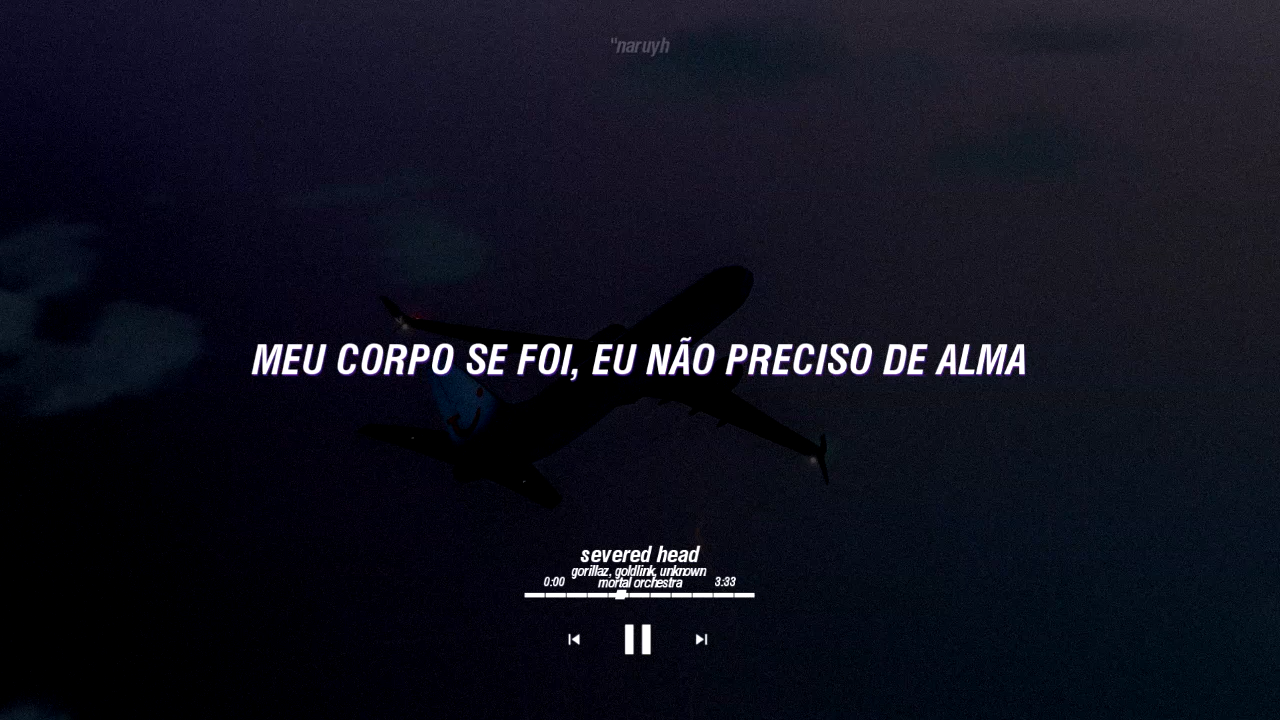 "naruyh
MEU CORPO SE FOI, EU NÃO PRECISO DE ALMA
severed head
gorillaz, goldlink, unknown
0:00 mortal orchestra 3:33